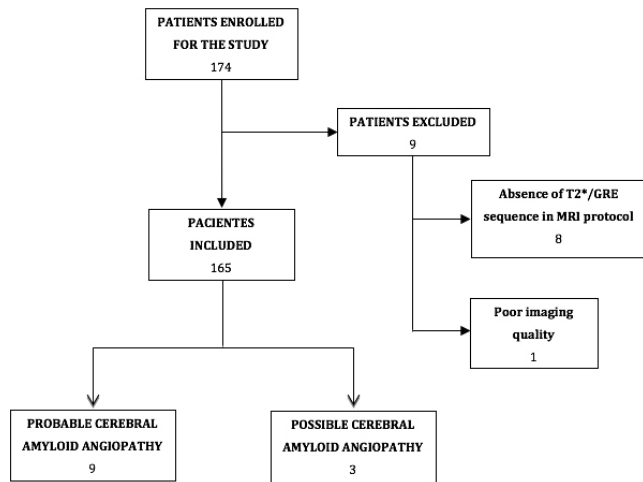 PATIENTS ENROLLED
FOR THE STUDY
174
PATIENTS EXCLUDED
9
Absence of T2*/GRE
sequence in MRI protocol
8
PACIENTES
INCLUDED
165
Poor imaging
quality
1
PROBABLE CEREBRAL
AMYLOID ANGIOPATHY
9
POSSIBLE CEREBRAL
AMYLOID ANGIOPATHY
3